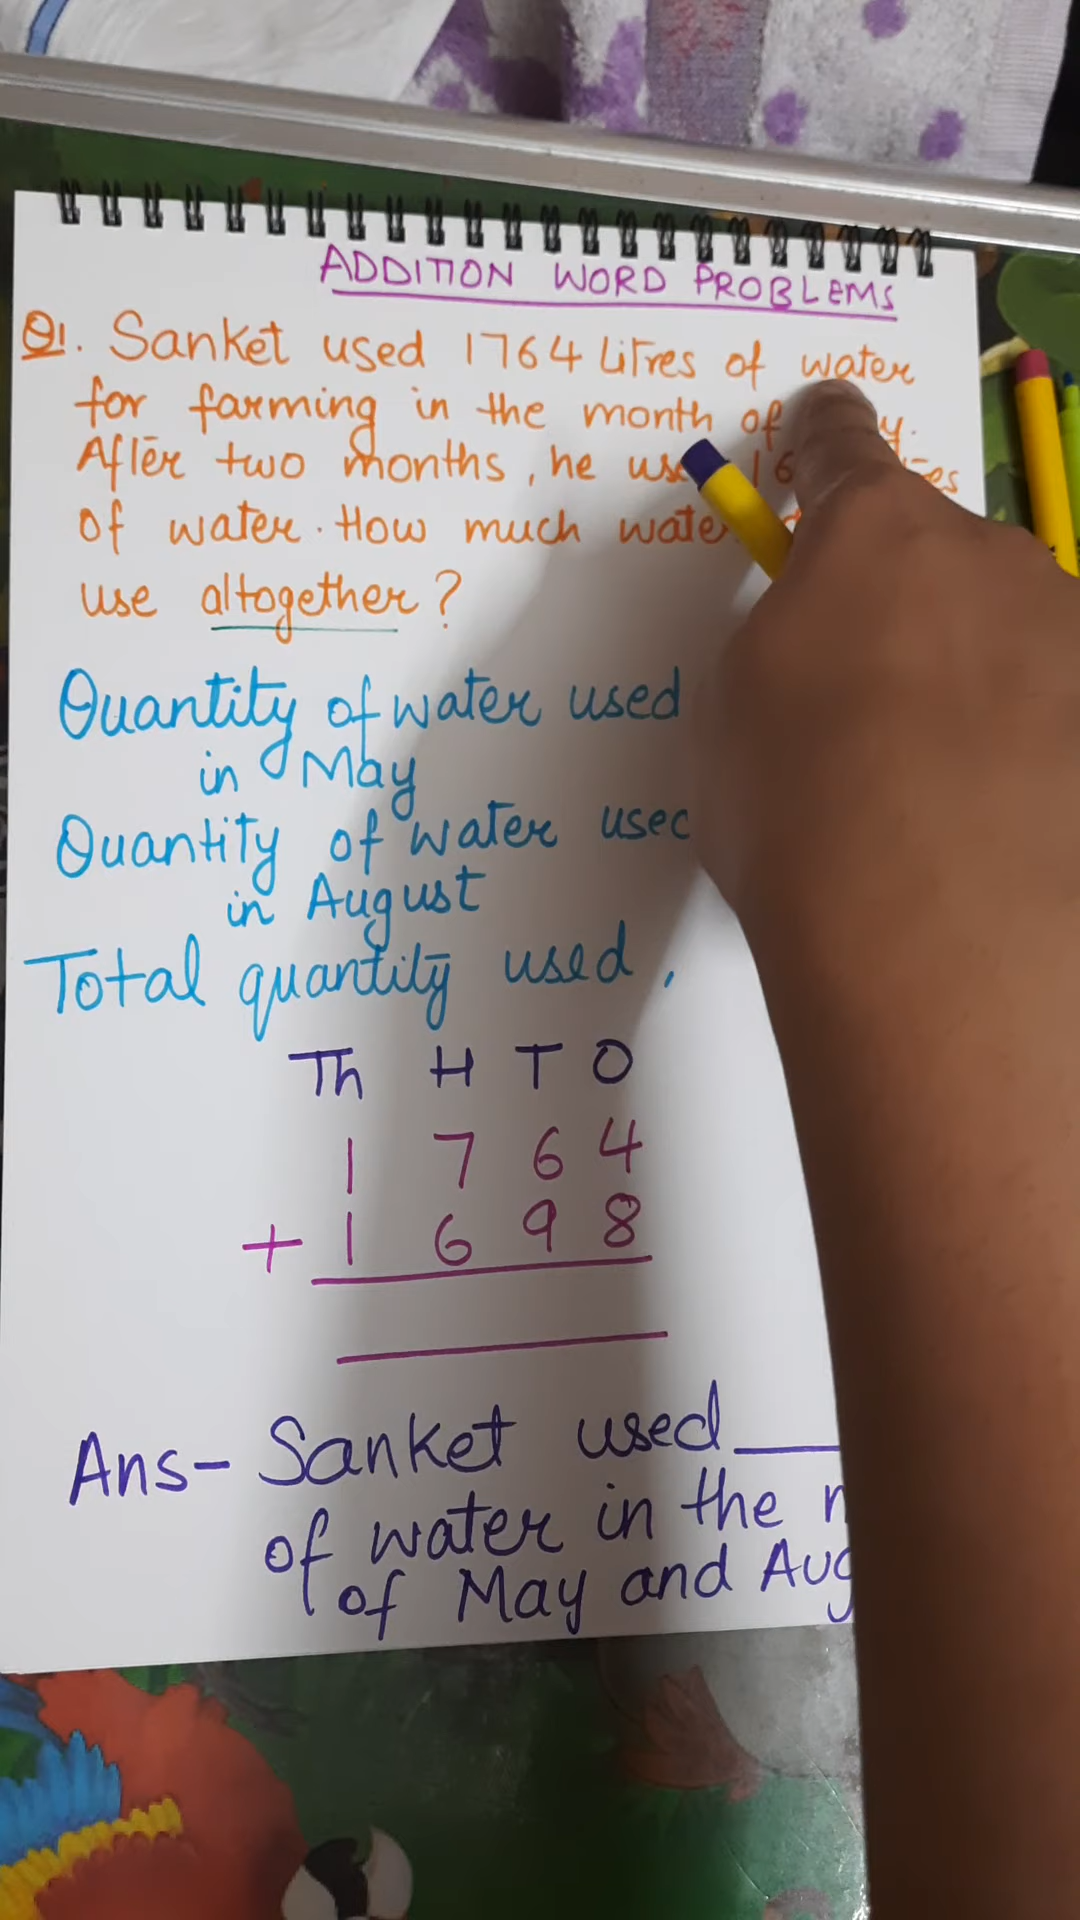 ADDITION WORD PROBLEMS
Q1. Sanket used 1764 litres of water
for farming in the month of
After two months, he
of water. How much
use altogether?
Quantity of water used
in May
Quantity of water
in August
Total quantity used,
Th H T O
1 7 6 4
+ 1 6 9 8
Ans- Sanket used ____
of water in the
of May and